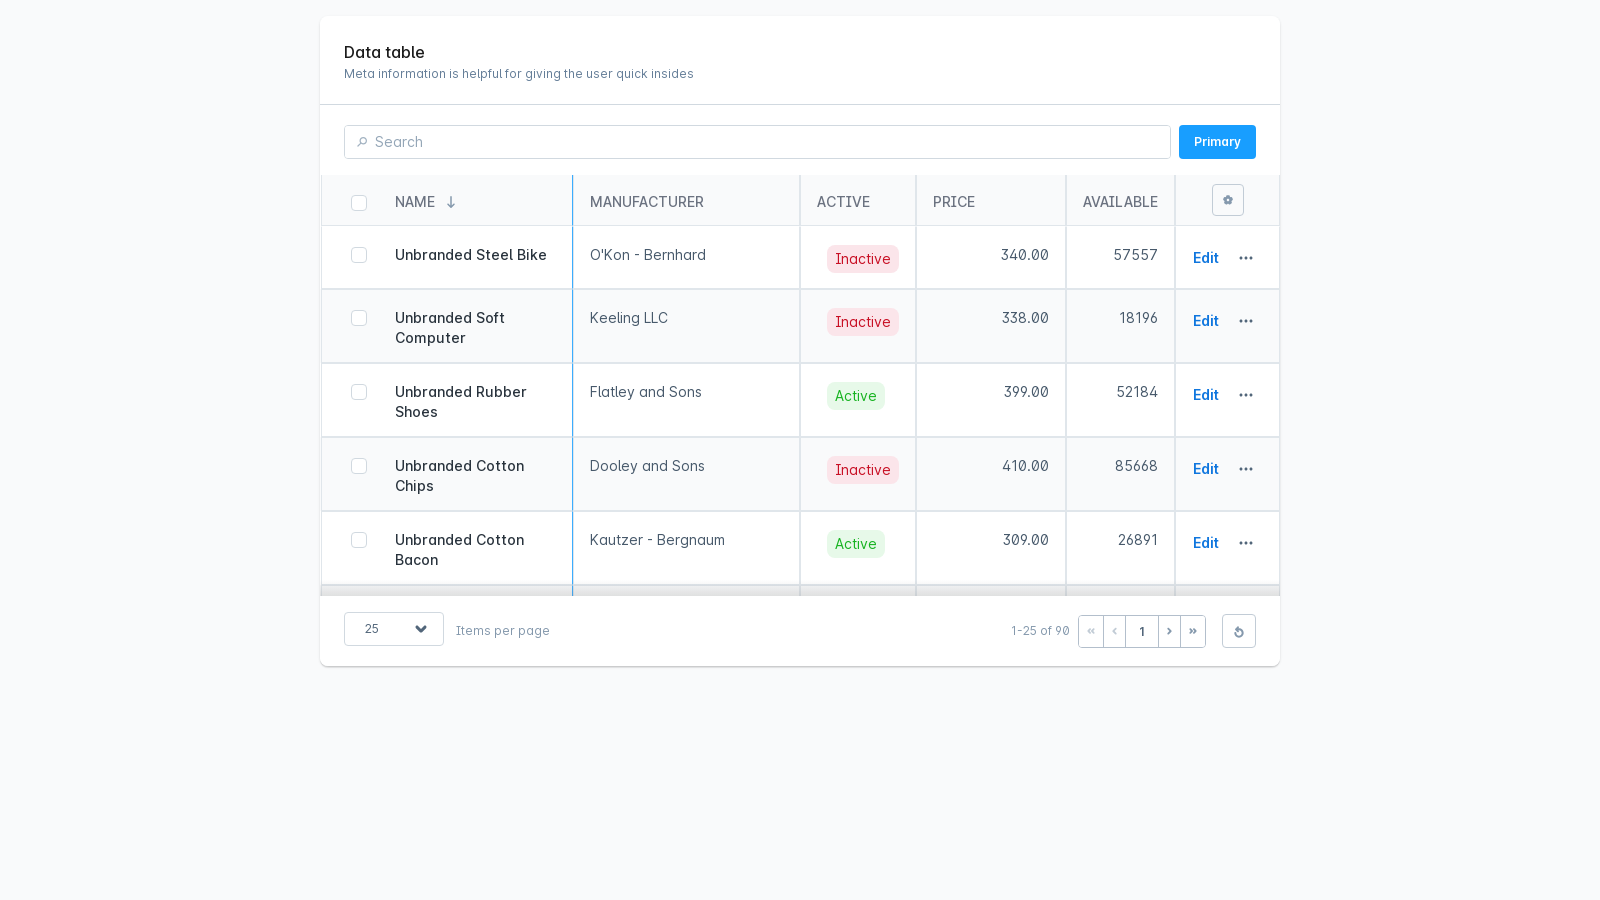 Data table
Meta information is helpful for giving the user quick insides
Search
Primary
NAME MANUFACTURER ACTIVE PRICE AVAILABLE
Unbranded Steel Bike O'Kon - Bernhard Inactive 340.00 57557 Edit
Unbranded Soft Keeling LLC Inactive 338.00 18196 Edit
Computer
Unbranded Rubber Flatley and Sons Active 399.00 52184 Edit
Shoes
Unbranded Cotton Dooley and Sons Inactive 410.00 85668 Edit
Chips
Unbranded Cotton Kautzer - Bergnaum Active 309.00 26891 Edit
Bacon
25 Items per page 1-25 of 90 « ‹ 1 › »